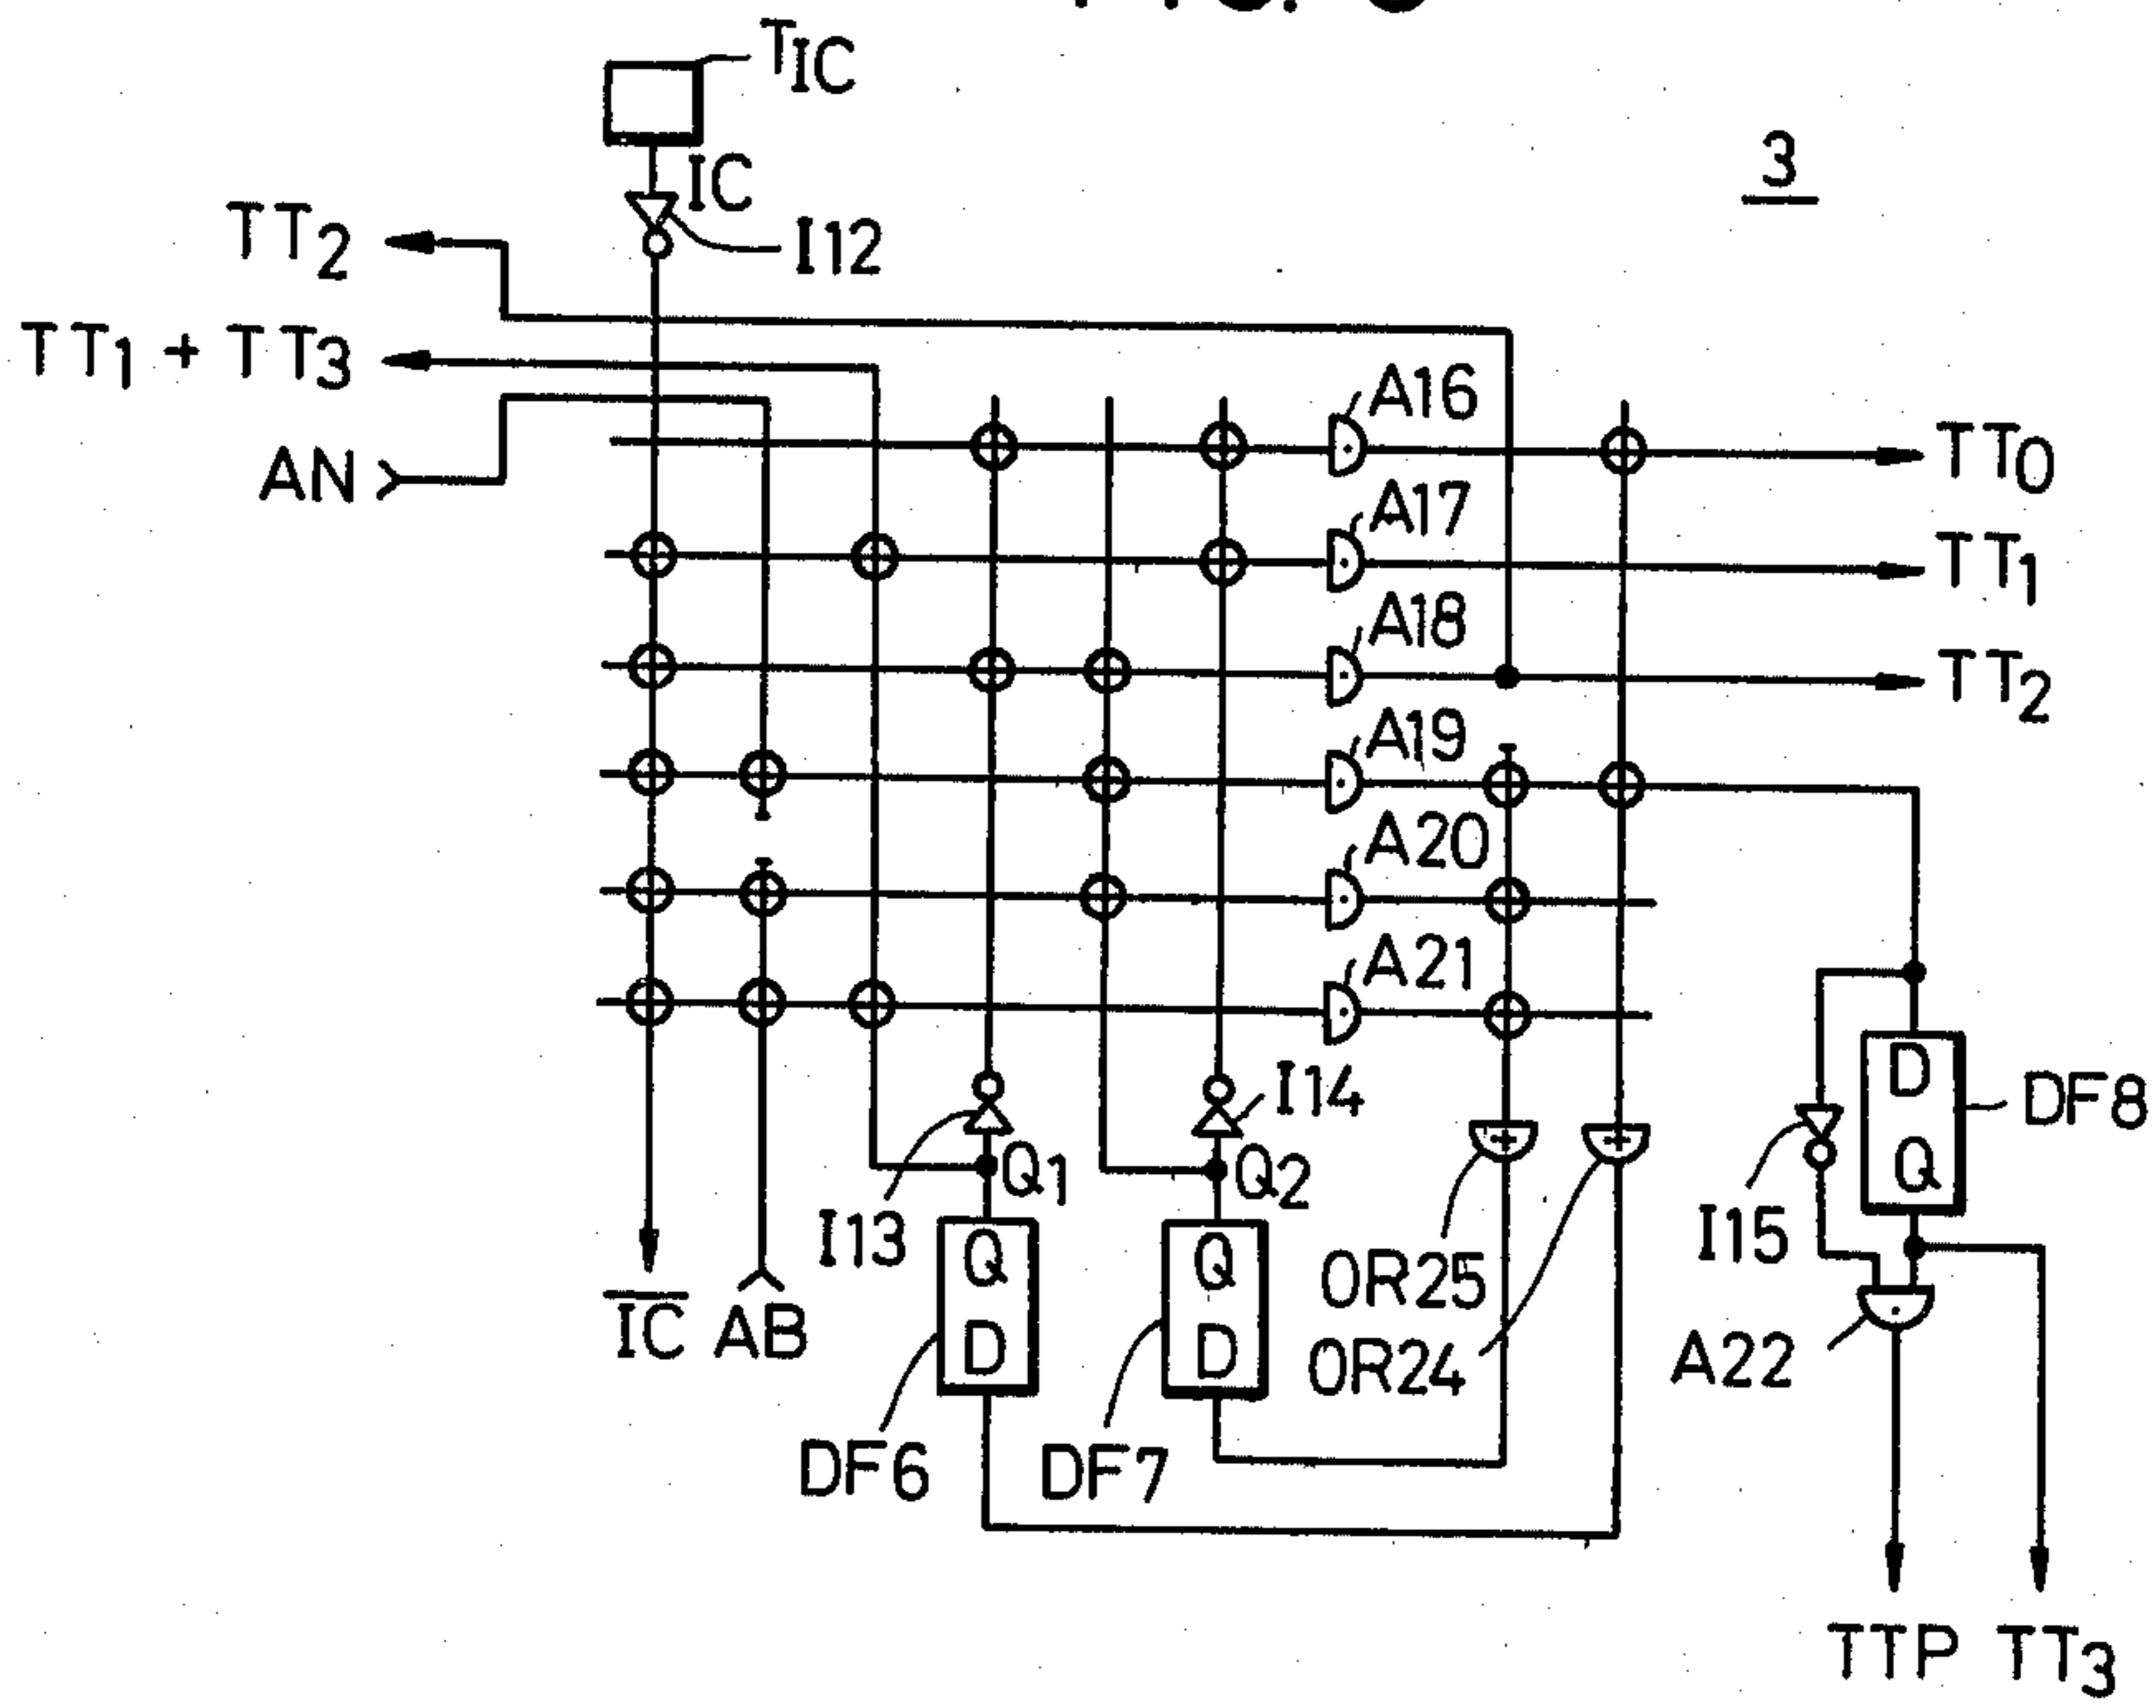 TIC
IC
3
I12
TT2
TT1 + TT3
AN
A16
TT0
A17
TT1
A18
TT2
A19
A20
A21
I14
D
DF8
Q
Q1
Q2
I13
I15
Q
Q
OR25
IC AB
D
D
OR24
A22
DF6
DF7
TTP TT3